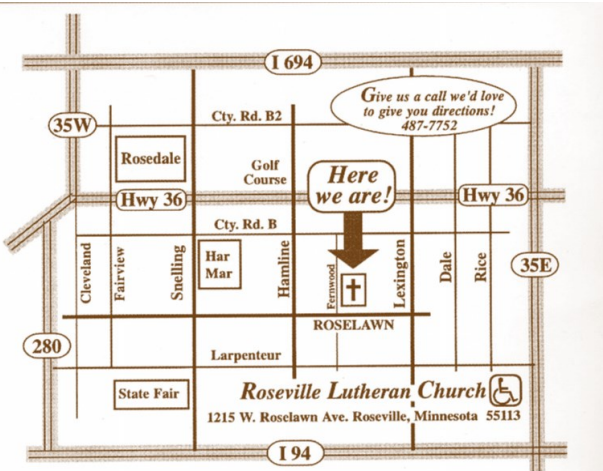 I 694
Give us a call we'd love
to give you directions!
487-7752
35W
Cty. Rd. B2
Rosedale
Golf
Course
Here
we are!
Hwy 36
Hwy 36
Cty. Rd. B
Cleveland
Fairview
Snelling
Har
Mar
Hamline
Fernwood
Lexington
Dale
Rice
35E
ROSELAWN
280
Larpenteur
State Fair
Roseville Lutheran Church
1215 W. Roselawn Ave. Roseville, Minnesota 55113
I 94